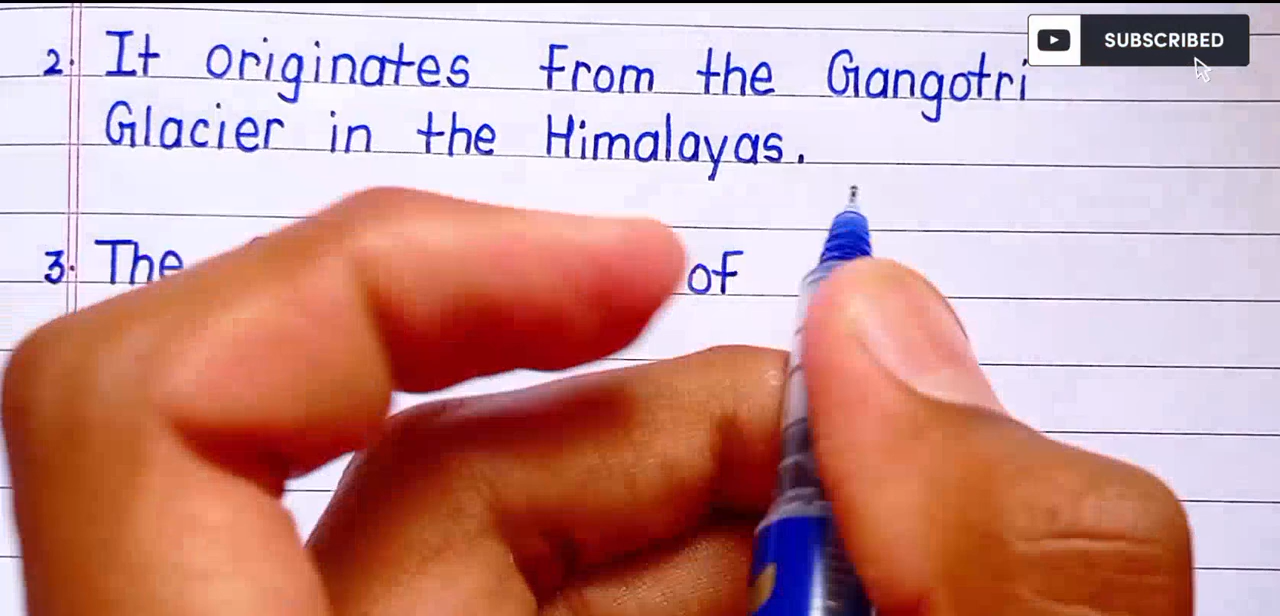 2. It originates from the Gangotri
Glacier in the Himalayas.
3. The of
SUBSCRIBED